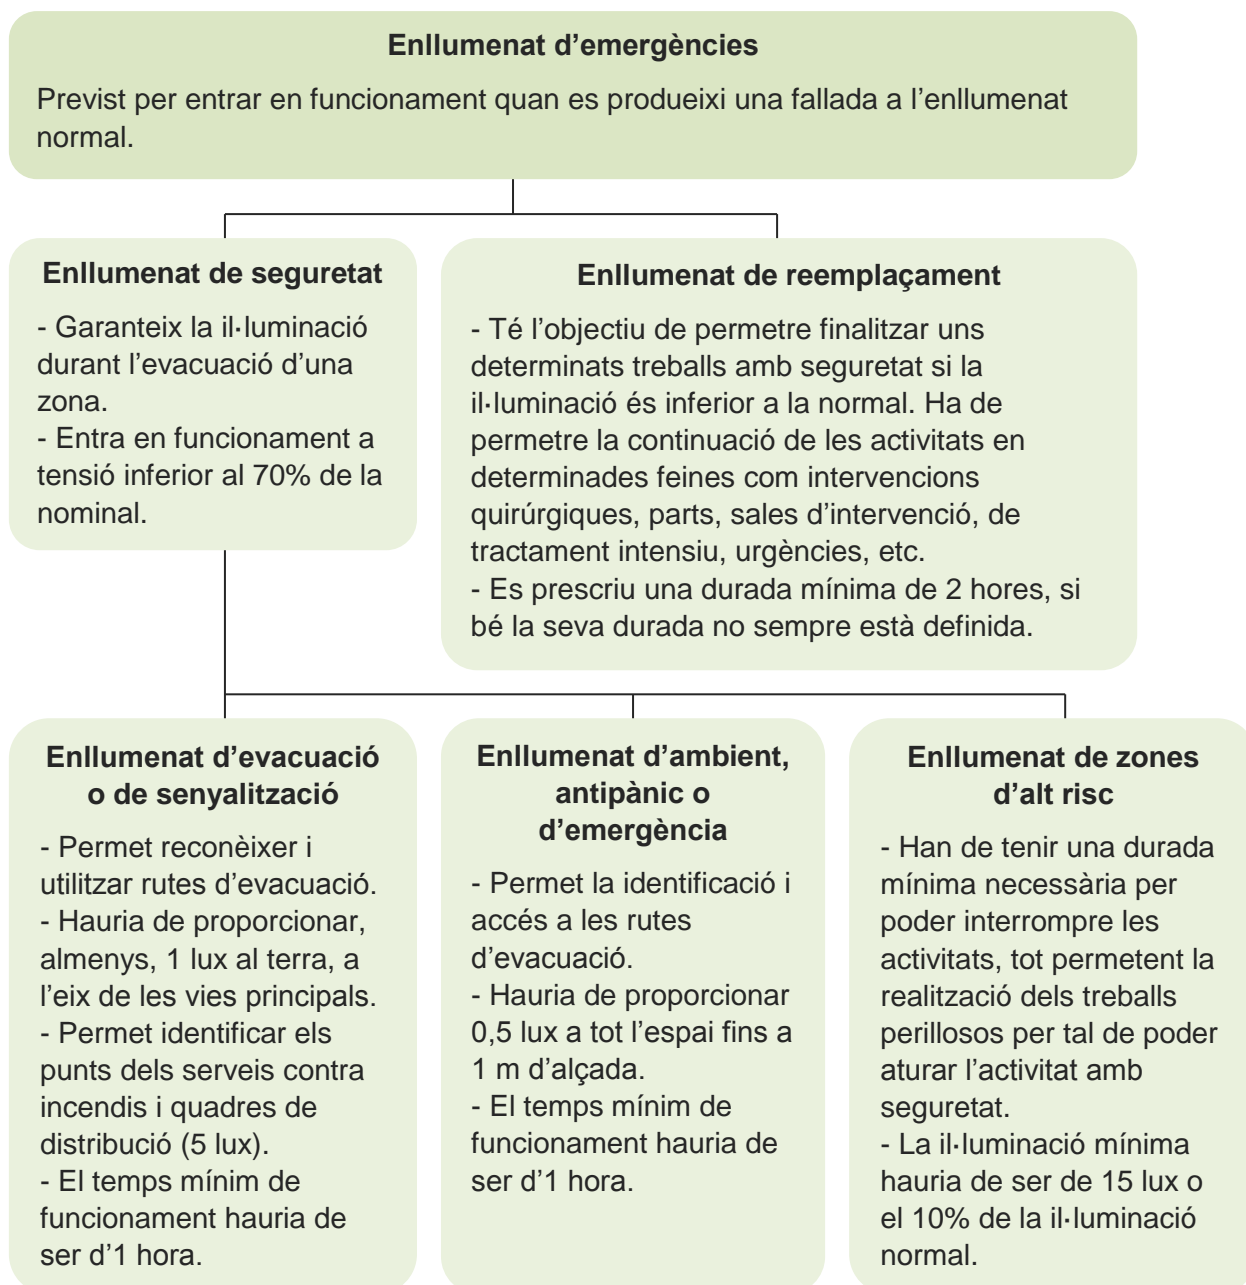 Enllumenat d’emergències
Previst per entrar en funcionament quan es produeixi una fallada a l’enllumenat
normal.
Enllumenat de seguretat
- Garanteix la il·luminació
durant l’evacuació d’una
zona.
- Entra en funcionament a
tensió inferior al 70% de la
nominal.
Enllumenat de reemplaçament
- Té l’objectiu de permetre finalitzar uns
determinats treballs amb seguretat si la
il·luminació és inferior a la normal. Ha de
permetre la continuació de les activitats en
determinades feines com intervencions
quirúrgiques, parts, sales d’intervenció, de
tractament intensiu, urgències, etc.
- Es prescriu una durada mínima de 2 hores, si
bé la seva durada no sempre està definida.
Enllumenat d’evacuació
o de senyalització
- Permet reconèixer i
utilitzar rutes d’evacuació.
- Hauria de proporcionar,
almenys, 1 lux al terra, a
l’eix de les vies principals.
- Permet identificar els
punts dels serveis contra
incendis i quadres de
distribució (5 lux).
- El temps mínim de
funcionament hauria de
ser d’1 hora.
Enllumenat d’ambient,
antipànic o
d’emergència
- Permet la identificació i
accés a les rutes
d’evacuació.
- Hauria de proporcionar
0,5 lux a tot l’espai fins a
1 m d’alçada.
- El temps mínim de
funcionament hauria de
ser d’1 hora.
Enllumenat de zones
d’alt risc
- Han de tenir una durada
mínima necessària per
poder interrompre les
activitats, tot permetent la
realització dels treballs
perillosos per tal de poder
aturar l’activitat amb
seguretat.
- La il·luminació mínima
hauria de ser de 15 lux o
el 10% de la il·luminació
normal.